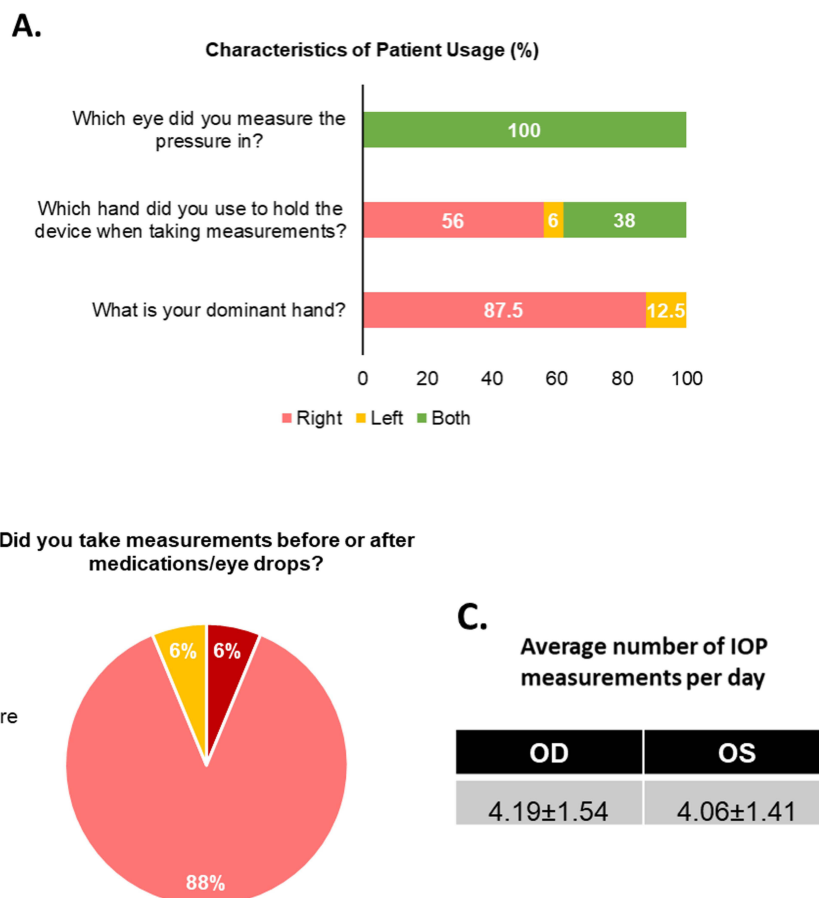 A.
Characteristics of Patient Usage (%)
Which eye did you measure the
pressure in?
100
Which hand did you use to hold the
device when taking measurements?
56 6 38
What is your dominant hand?
87.5 12.5
0 20 40 60 80 100
Right Left Both
Did you take measurements before or after
medications/eye drops?
6% 6%
re
88%
C.
Average number of IOP
measurements per day
OD OS
4.19±1.54 4.06±1.41